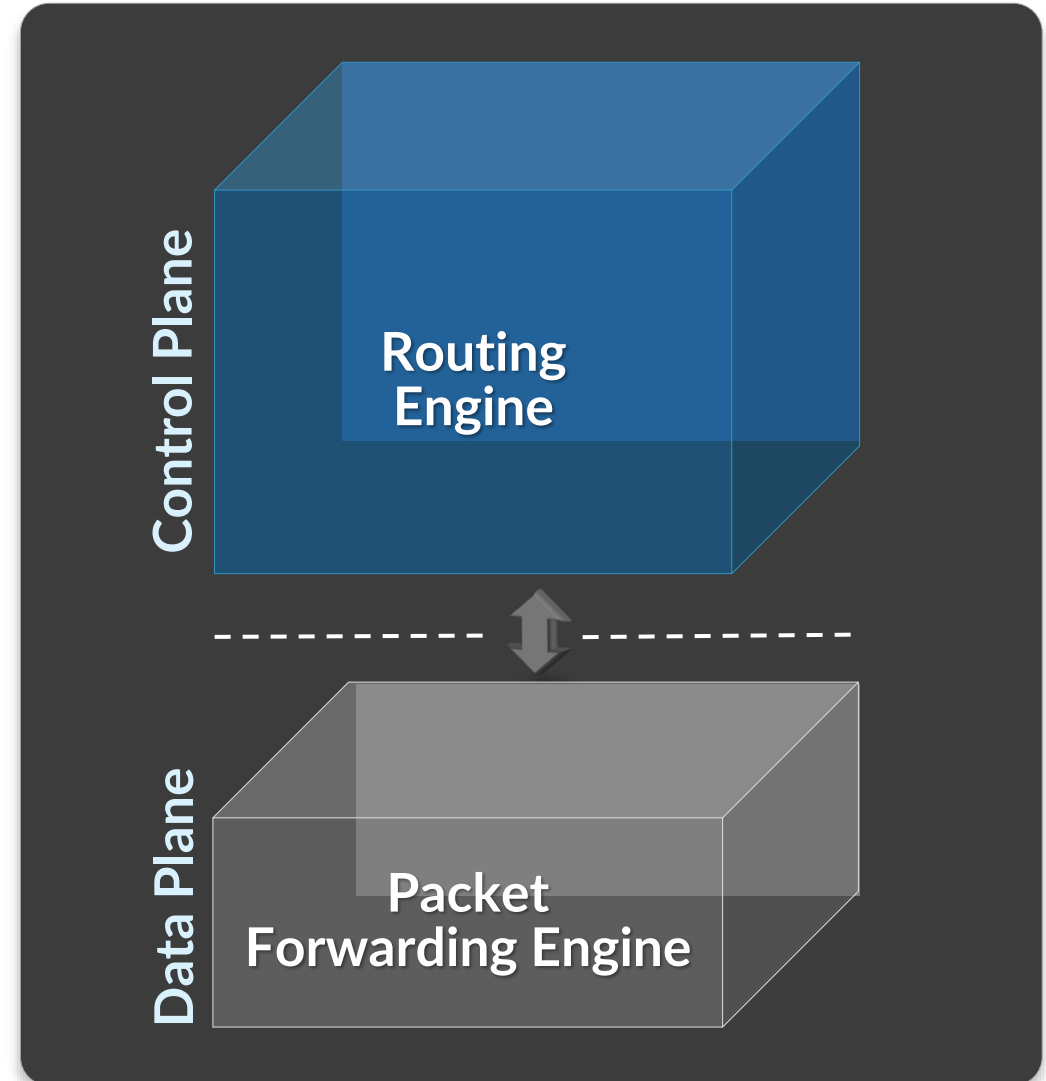 Control Plane
Routing
Engine
Data Plane
Packet
Forwarding Engine